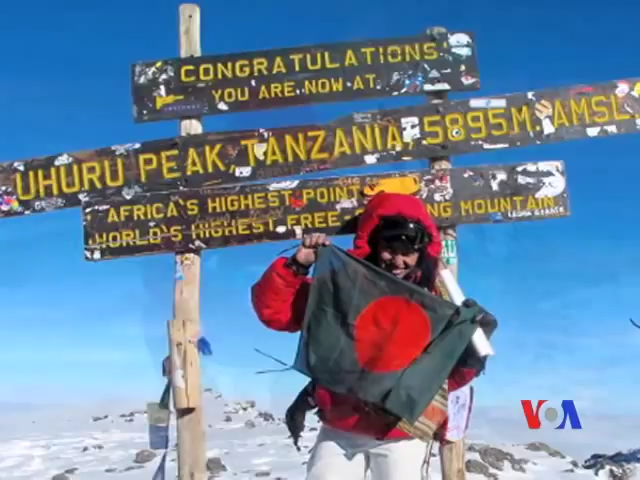 CONGRATULATIONS
YOU ARE NOW AT
UHURU PEAK, TANZANIA, 5895M. AMSL.
AFRICA'S HIGHEST POINT
WORLD'S HIGHEST FREE- MOUNTAIN.
VOA